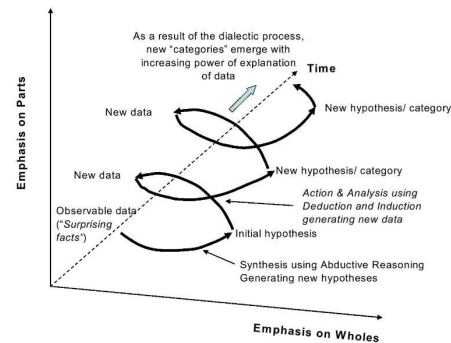 As a result of the dialectic process,
new "categories" emerge with
increasing power of explanation
of data
Time
New data
New hypothesis/ category
New data
New hypothesis/ category
Action & Analysis using
Deduction and Induction
generating new data
Observable data
("Surprising
facts")
Initial hypothesis
Synthesis using Abductive Reasoning
Generating new hypotheses
Emphasis on Parts
Emphasis on Wholes